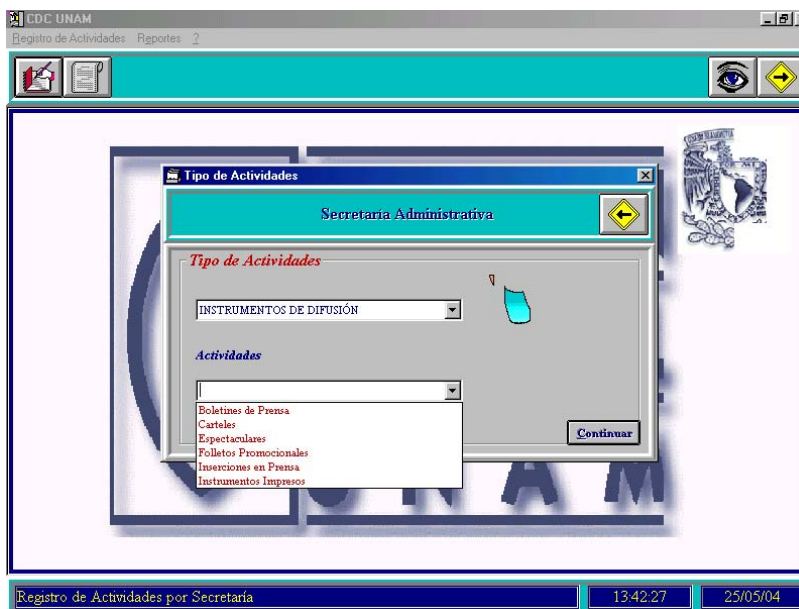 CDC UNAM
Registro de Actividades Reportes ?
Tipo de Actividades
Secretaría Administrativa
Tipo de Actividades
INSTRUMENTOS DE DIFUSIÓN
Actividades
Boletines de Prensa
Carteles
Espectaculares
Folletos Promocionales
Inserciones en Prensa
Instrumentos Impresos
Continuar
UNAM
Registro de Actividades por Secretaría 13:42:27 25/05/04